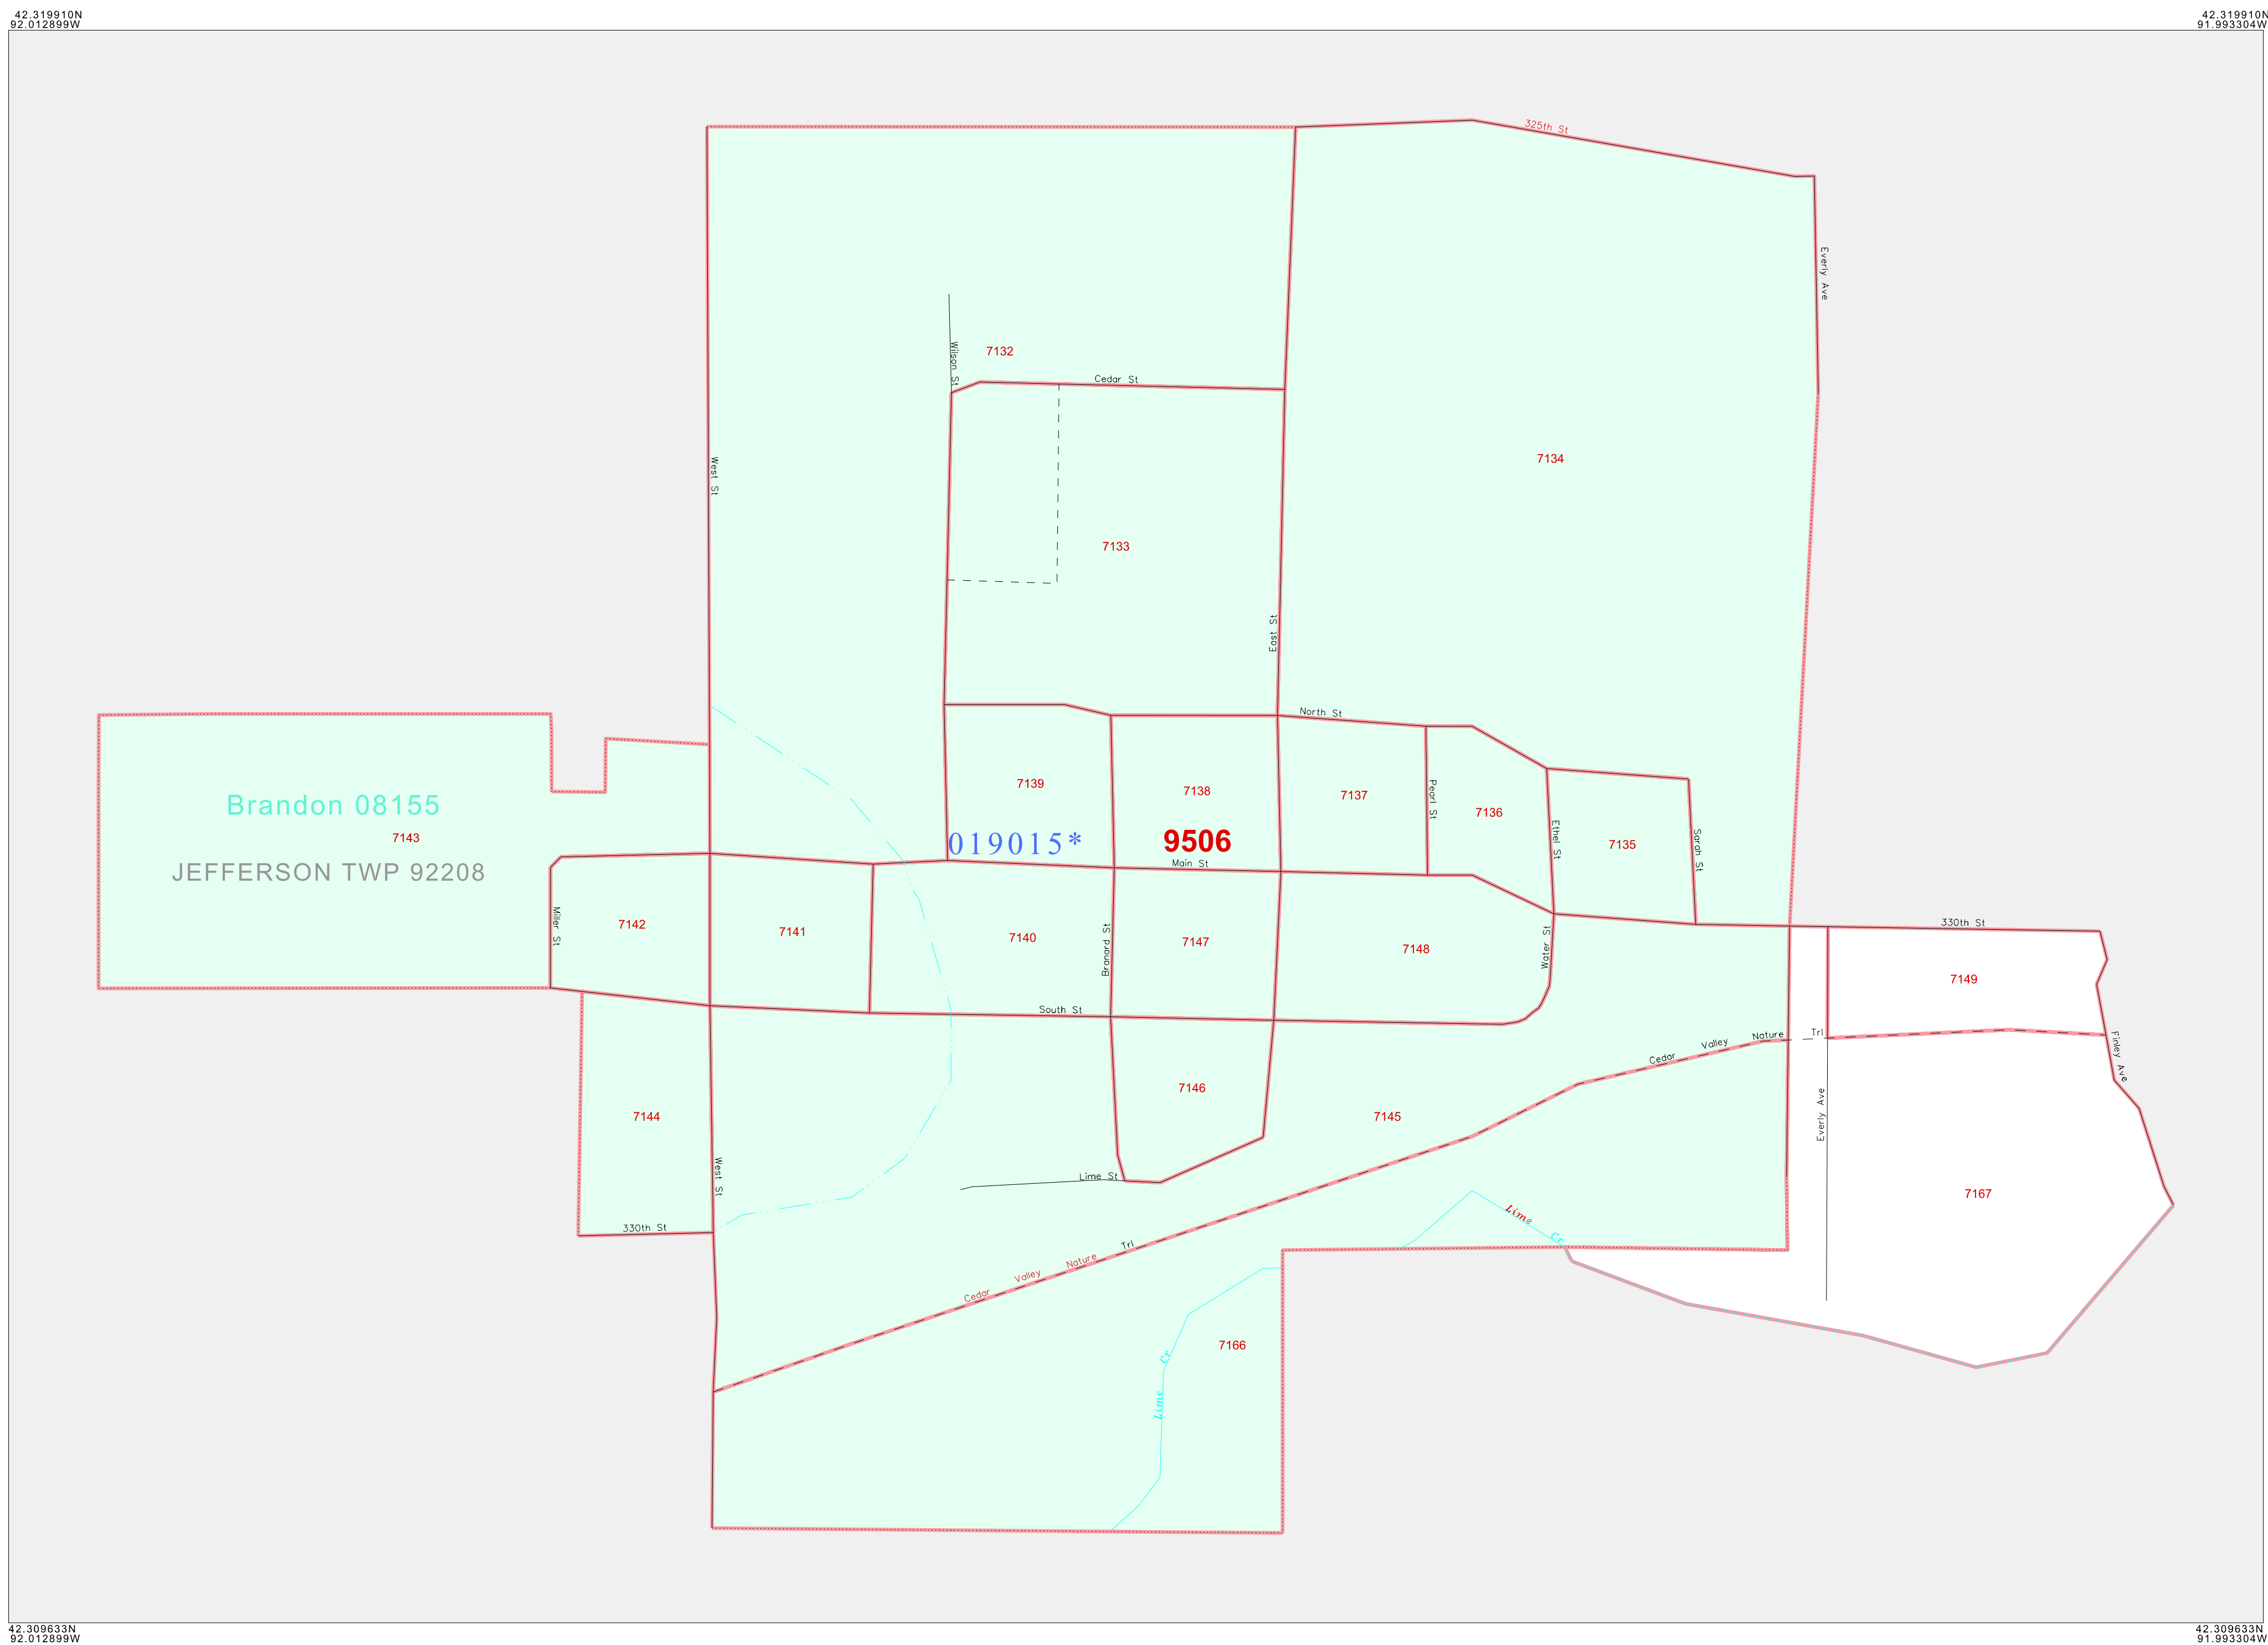 42.319910N
92.012899W
42.319910N
91.993304W
325th St
Everly Ave
Wilson St
7132
Cedar St
West St
7134
7133
East St
North St
7139
7138
7137
Pearl St
7136
Ethel St
7135
Sarah St
Brandon 08155
7143
JEFFERSON TWP 92208
019015*
9506
Main St
Miller St
7142
7141
7140
Branard St
7147
7148
Water St
330th St
7149
South St
Cedar Valley Nature Trl
Finley Ave
7144
7146
7145
Everly Ave
West St
Lime St
7167
330th St
Lime Cr
Cedar Valley Nature Trl
7166
Lime Cr
42.309633N
92.012899W
42.309633N
91.993304W